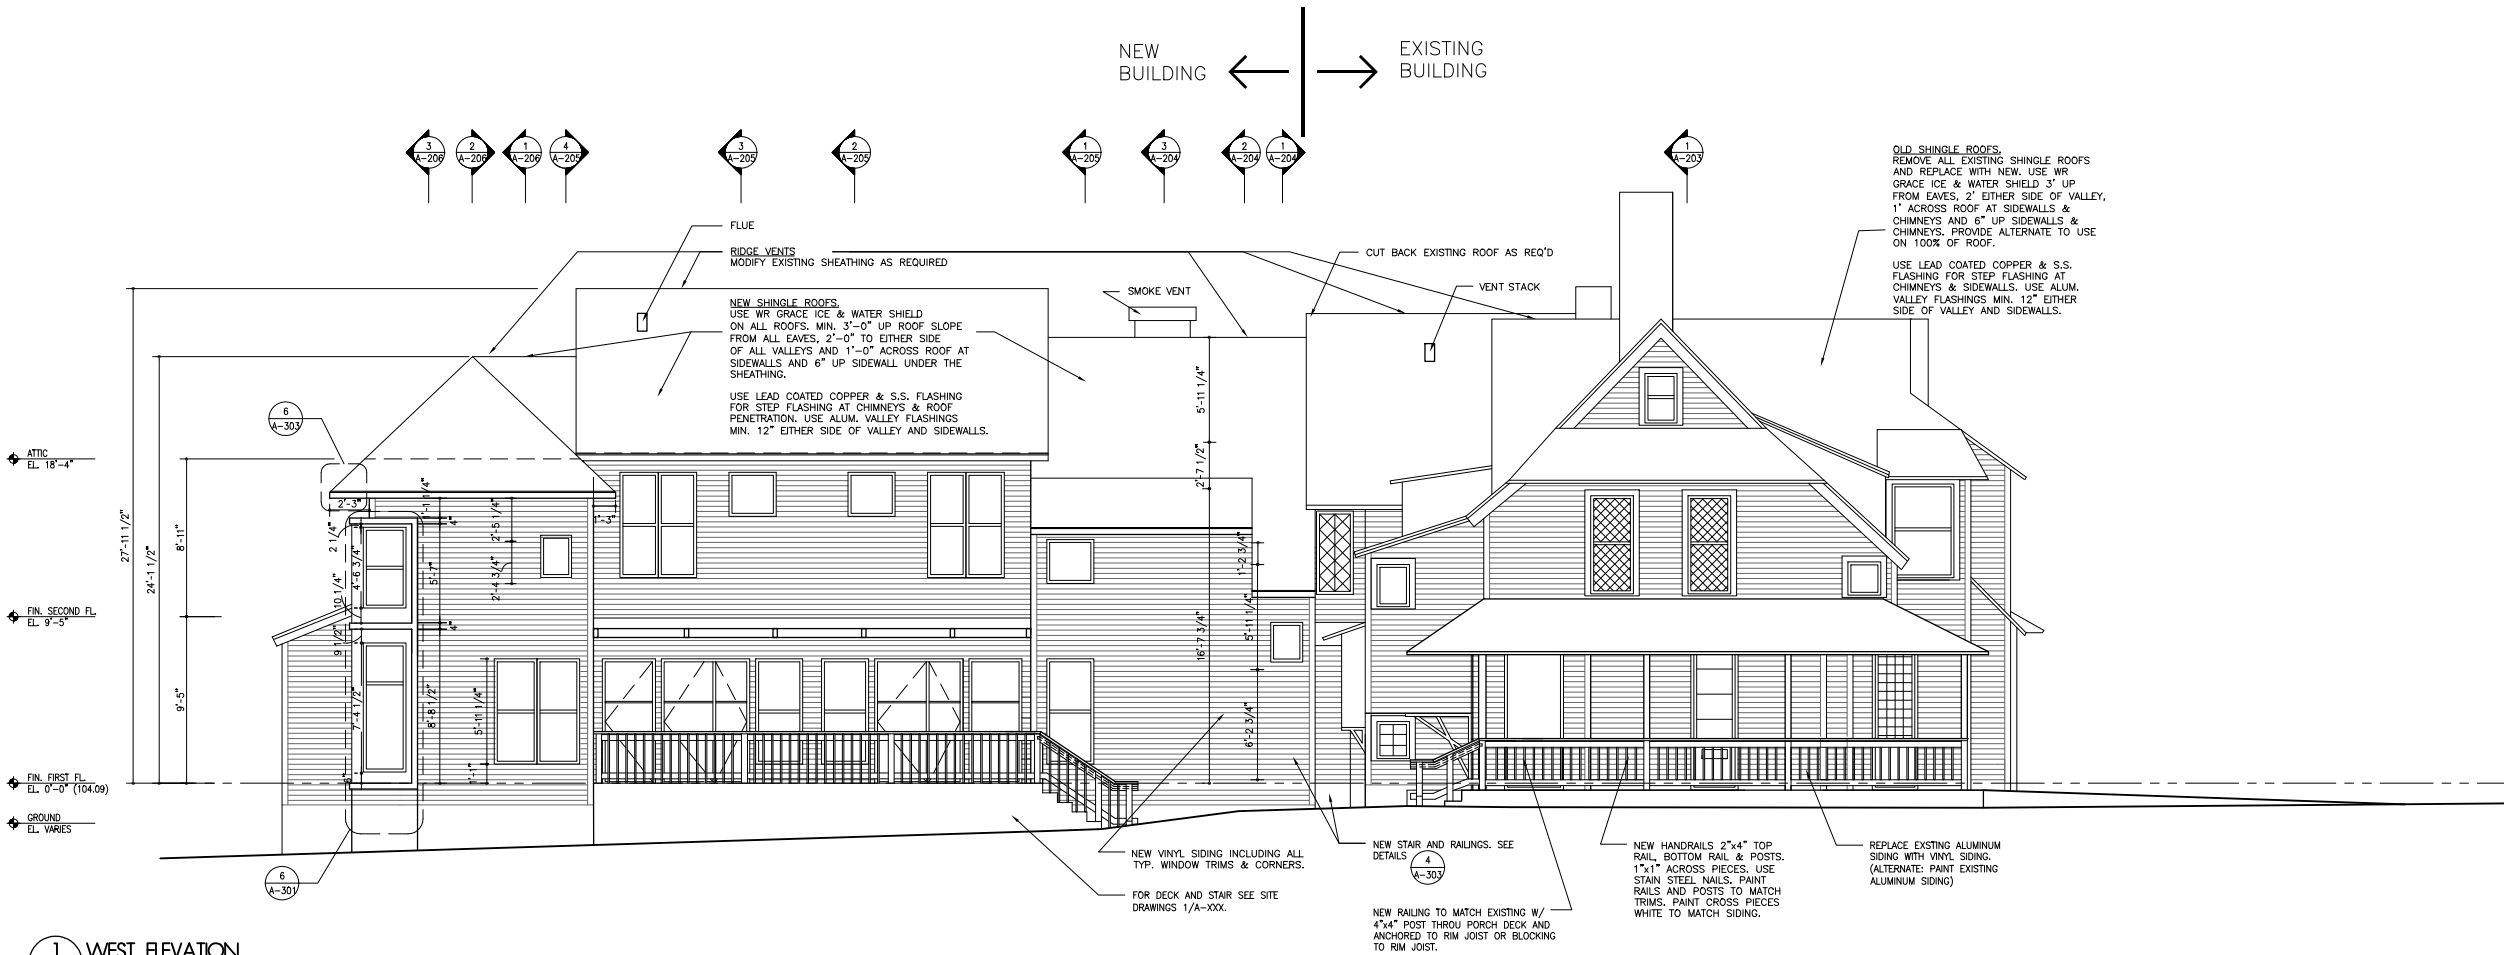 NEW
BUILDING
EXISTING
BUILDING
3
A-206
2
A-206
1
A-206
4
A-205
3
A-205
2
A-205
1
A-205
3
A-204
2
A-204
1
A-204
1
A-203
OLD SHINGLE ROOFS.
REMOVE ALL EXISTING SHINGLE ROOFS
AND REPLACE WITH NEW. USE WR
GRACE ICE & WATER SHIELD 3' UP
FROM EAVES, 2' EITHER SIDE OF VALLEY,
1' ACROSS ROOF AT SIDEWALLS &
CHIMNEYS AND 6" UP SIDEWALLS &
CHIMNEYS. PROVIDE ALTERNATE TO USE
ON 100% OF ROOF.
USE LEAD COATED COPPER & S.S.
FLASHING FOR STEP FLASHING AT
CHIMNEYS & SIDEWALLS. USE ALUM.
VALLEY FLASHINGS MIN. 12" EITHER
SIDE OF VALLEY AND SIDEWALLS.
FLUE
RIDGE VENTS
MODIFY EXISTING SHEATHING AS REQUIRED
CUT BACK EXISTING ROOF AS REQ'D
SMOKE VENT
VENT STACK
NEW SHINGLE ROOFS.
USE WR GRACE ICE & WATER SHIELD
ON ALL ROOFS. MIN. 3'-0" UP ROOF SLOPE
FROM ALL EAVES, 2'-0" TO EITHER SIDE
OF ALL VALLEYS AND 1'-0" ACROSS ROOF AT
SIDEWALLS AND 6" UP SIDEWALL UNDER THE
SHEATHING.
USE LEAD COATED COPPER & S.S. FLASHING
FOR STEP FLASHING AT CHIMNEYS & ROOF
PENETRATION. USE ALUM. VALLEY FLASHINGS
MIN. 12" EITHER SIDE OF VALLEY AND SIDEWALLS.
6
A-303
ATTIC
EL. 18'-4"
FIN. SECOND FL.
EL. 9'-5"
FIN. FIRST FL.
EL. 0'-0" (104.09)
GROUND
EL. VARIES
27'-11 1/2"
24'-1 1/2"
8'-11"
9'-5"
2'-3"
2 1/4"
4'-6 3/4"
10 1/4"
9 1/2"
7'-4 1/2"
6"
1'-1 1/4"
4"
5'-7"
4"
8'-8 1/2"
2'-5 1/4"
2'-4 3/4"
5'-11 1/4"
1'-1"
1'-3"
5'-11 1/4"
2'-7 1/2"
16'-7 3/4"
1'-2 3/4"
5'-11 1/4"
6'-2 3/4"
6
A-301
NEW VINYL SIDING INCLUDING ALL
TYP. WINDOW TRIMS & CORNERS.
FOR DECK AND STAIR SEE SITE
DRAWINGS 1/A-XXX.
NEW STAIR AND RAILINGS. SEE
DETAILS
4
A-303
NEW RAILING TO MATCH EXISTING W/
4"x4" POST THROU PORCH DECK AND
ANCHORED TO RIM JOIST OR BLOCKING
TO RIM JOIST.
NEW HANDRAILS 2"x4" TOP
RAIL, BOTTOM RAIL & POSTS.
1"x1" ACROSS PIECES. USE
STAIN STEEL NAILS. PAINT
RAILS AND POSTS TO MATCH
TRIMS. PAINT CROSS PIECES
WHITE TO MATCH SIDING.
REPLACE EXISTING ALUMINUM
SIDING WITH VINYL SIDING.
(ALTERNATE: PAINT EXISTING
ALUMINUM SIDING)
1
WEST ELEVATION